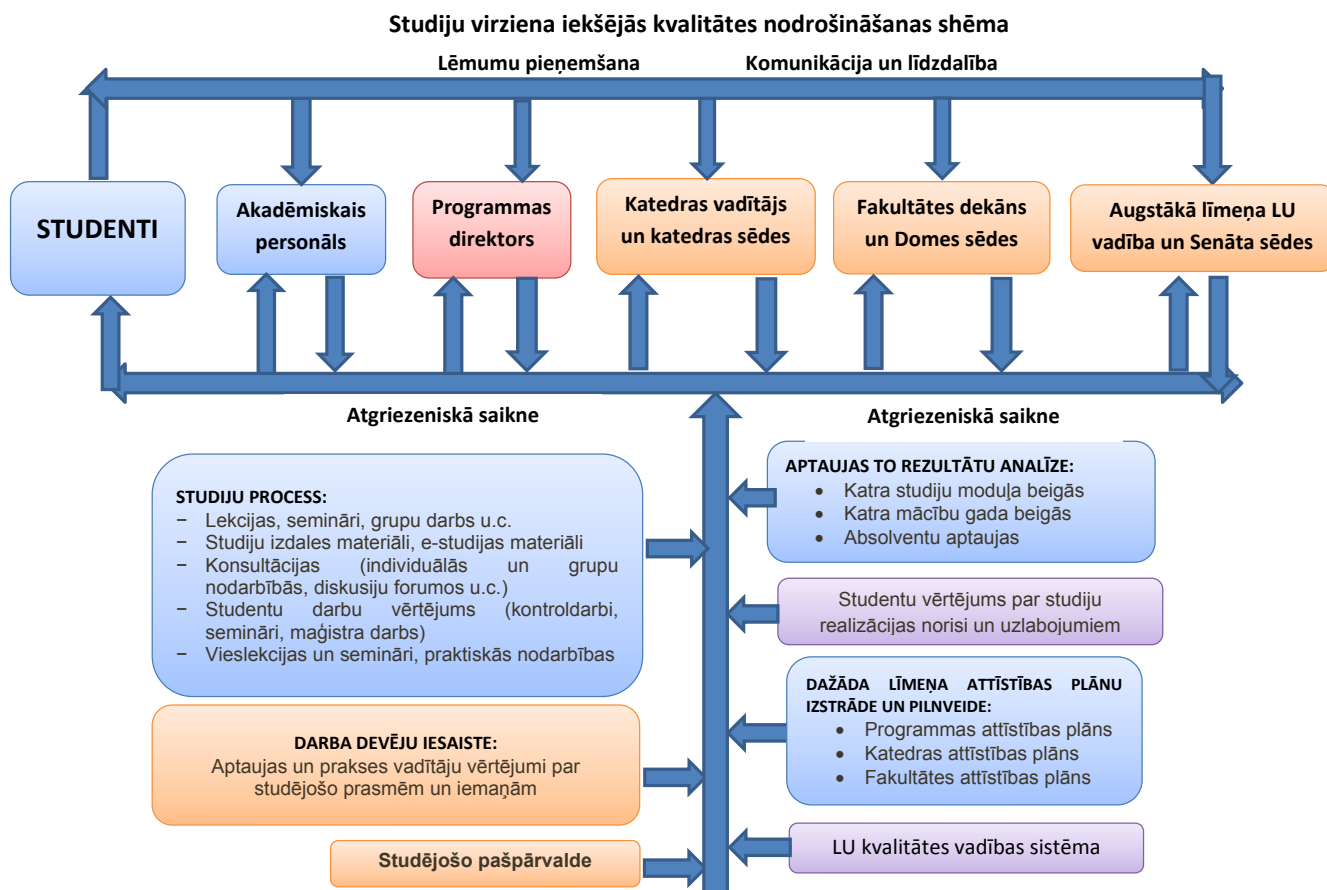 Studiju virziena iekšējās kvalitātes nodrošināšanas shēma
Lēmumu pieņemšana
Komunikācija un līdzdalība
STUDENTI
Akadēmiskais
personāls
Programmas
direktors
Katedras vadītājs
un katedras sēdes
Fakultātes dekāns
un Domes sēdes
Augstākā līmeņa LU
vadība un Senāta sēdes
Atgriezeniskā saikne
Atgriezeniskā saikne
STUDIJU PROCESS:
− Lekcijas, semināri, grupu darbs u.c.
− Studiju izdales materiāli, e-studijas materiāli
− Konsultācijas (individuālās un grupu
nodarbībās, diskusiju forumos u.c.)
− Studentu darbu vērtējums (kontroldarbi,
semināri, maģistra darbs)
− Vieslekcijas un semināri, praktiskās nodarbības
DARBA DEVĒJU IESAISTE:
Aptaujas un prakses vadītāju vērtējumi par
studējošo prasmēm un iemaņām
Studējošo pašpārvalde
APTAUJAS TO REZULTĀTU ANALĪZE:
• Katra studiju moduļa beigās
• Katra mācību gada beigās
• Absolventu aptaujas
Studentu vērtējums par studiju
realizācijas norisi un uzlabojumiem
DAŽĀDA LĪMEŅA ATTĪSTĪBAS PLĀNU
IZSTRĀDE UN PILNVEIDE:
• Programmas attīstības plāns
• Katedras attīstības plāns
• Fakultātes attīstības plāns
LU kvalitātes vadības sistēma